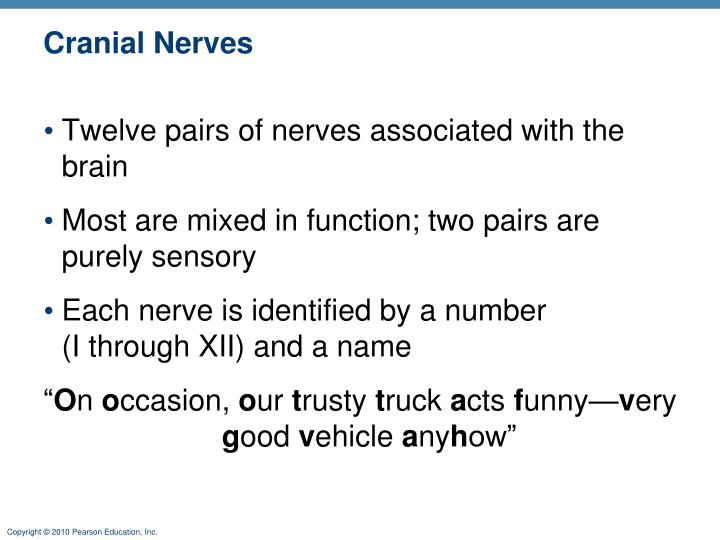 Cranial Nerves
• Twelve pairs of nerves associated with the
brain
• Most are mixed in function; two pairs are
purely sensory
• Each nerve is identified by a number
(I through XII) and a name
“On occasion, our trusty truck acts funny—very
good vehicle anyhow”
Copyright © 2010 Pearson Education, Inc.